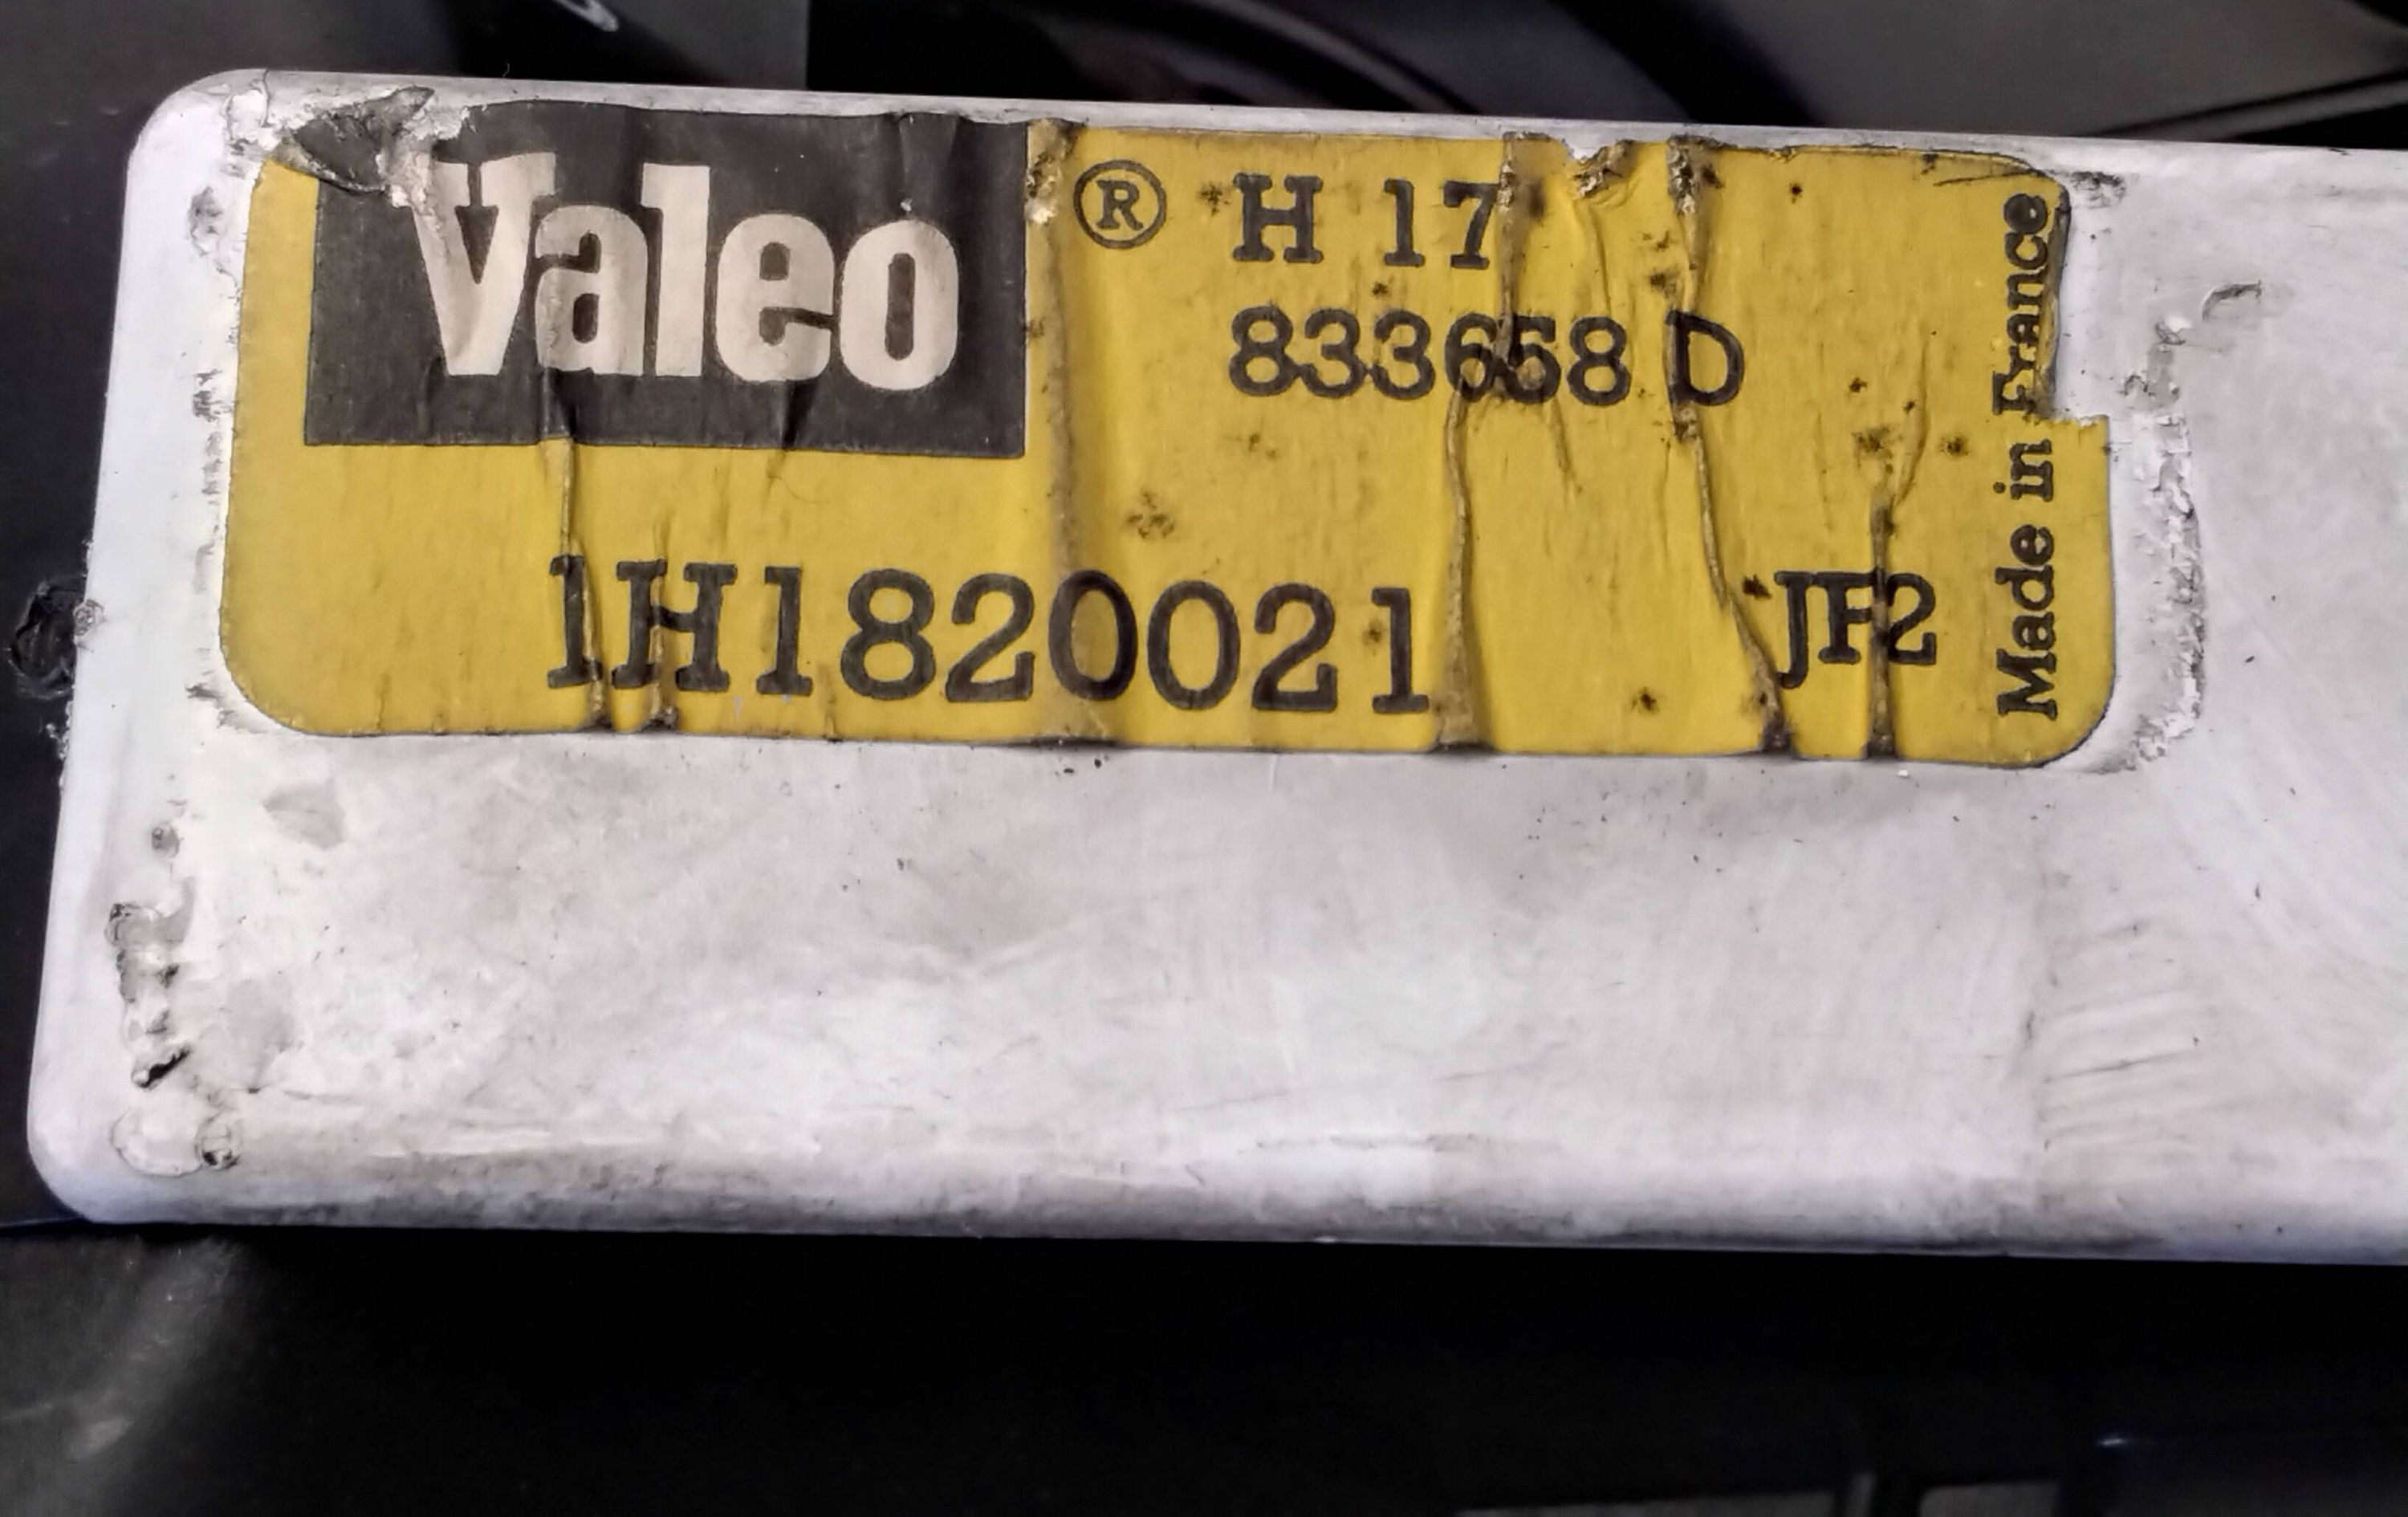 Valeo ® H 17
833658 D
1H1820021 JF2
Made in France